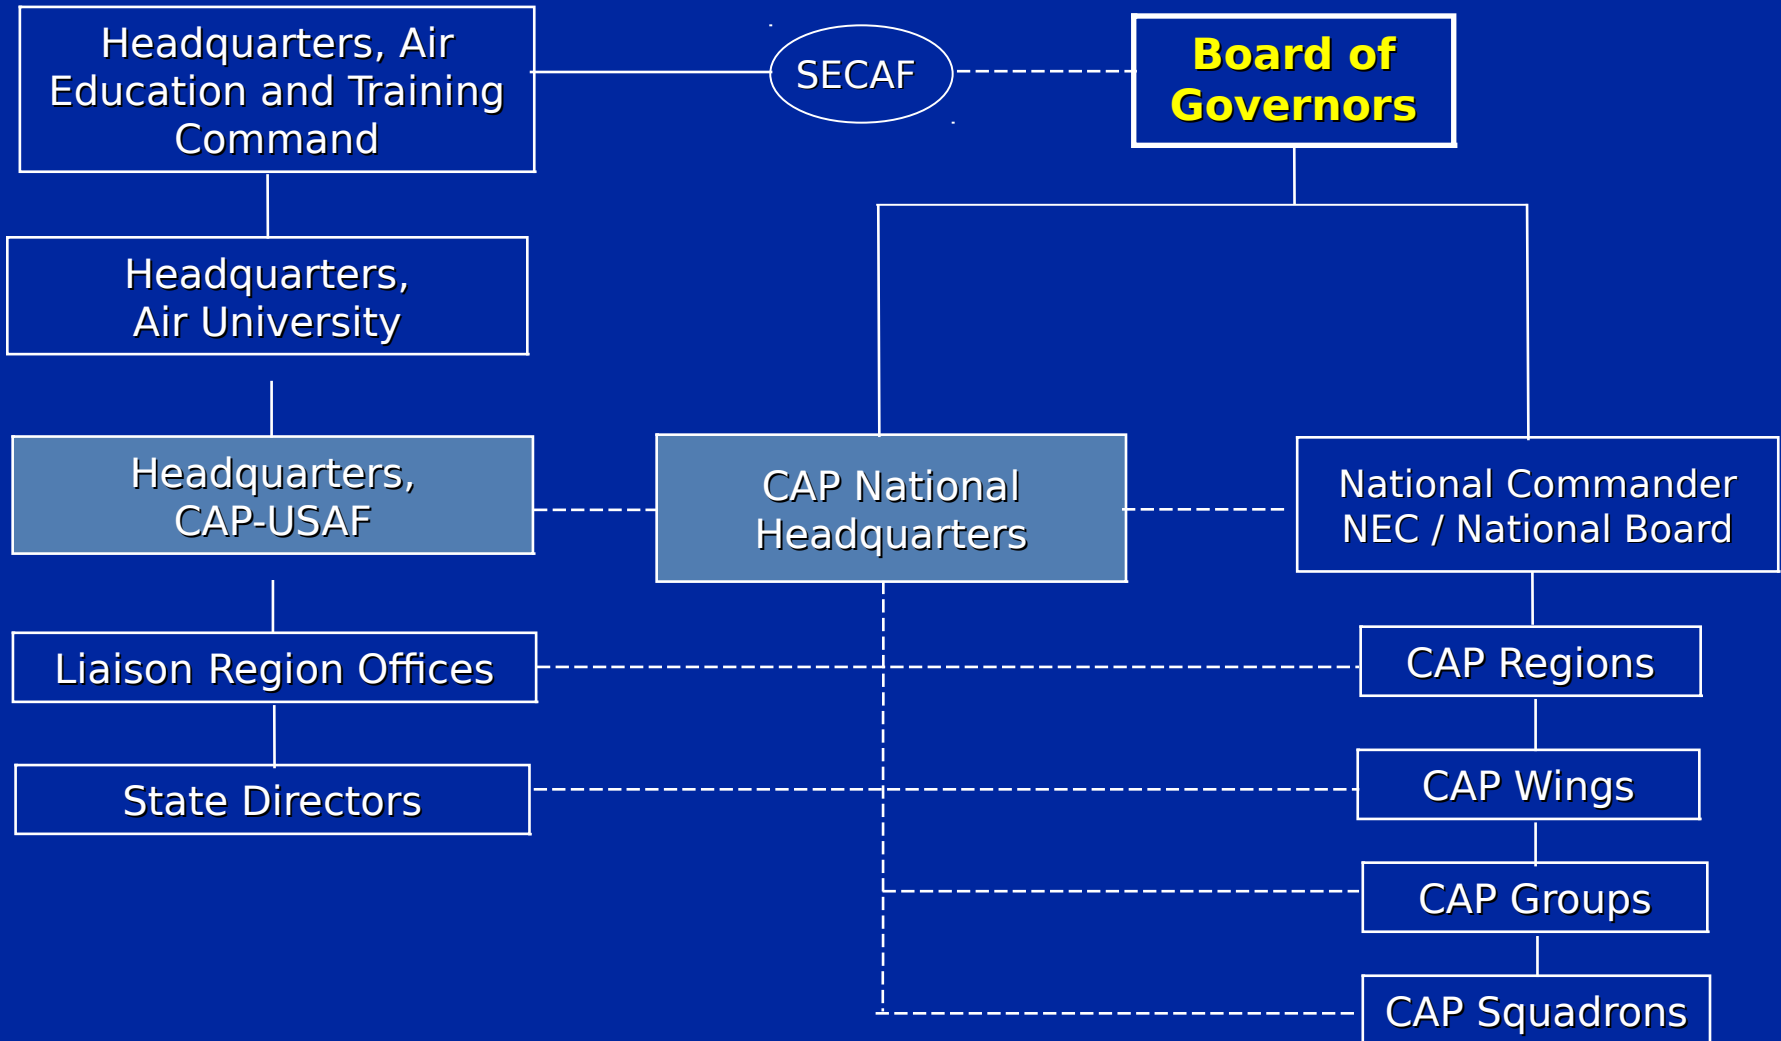 Headquarters, Air
Education and Training
Command
SECAF
Board of
Governors
Headquarters,
Air University
Headquarters,
CAP-USAF
CAP National
Headquarters
National Commander
NEC / National Board
Liaison Region Offices
CAP Regions
State Directors
CAP Wings
CAP Groups
CAP Squadrons